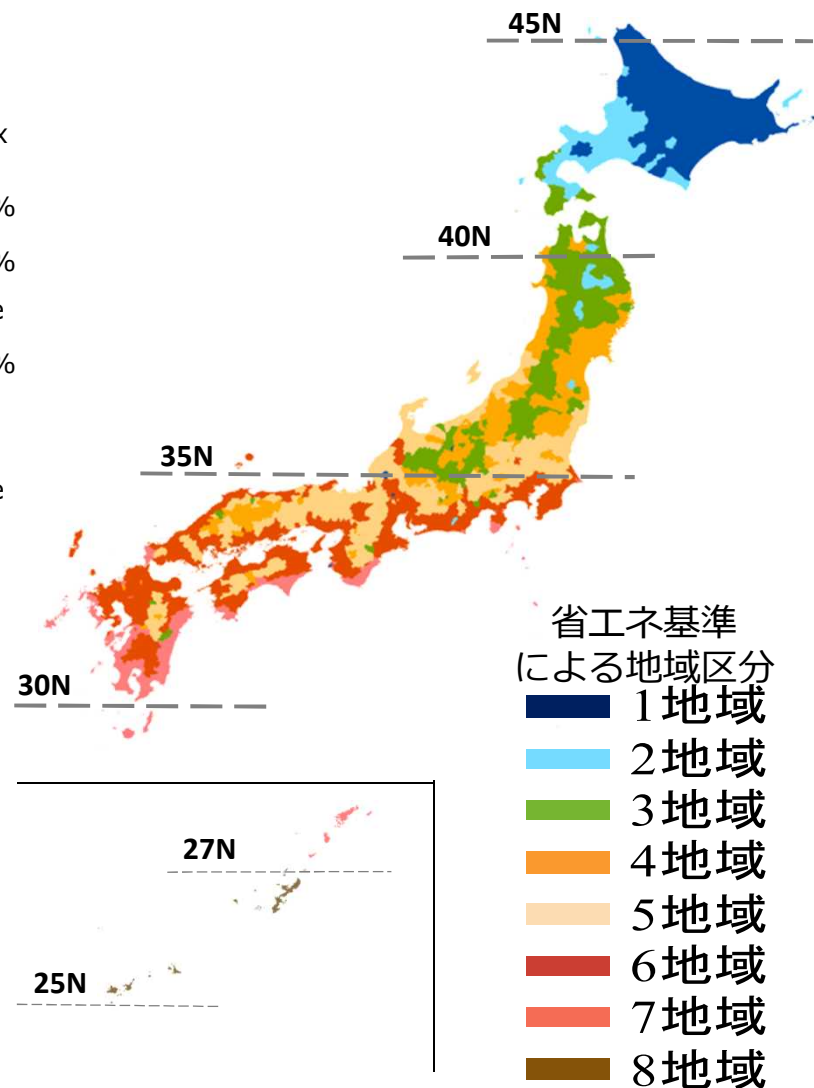 45N
x
%
40N
%
e
%
35N
e
省エネ基準
による地域区分
30N
1地域
2地域
3地域
27N
4地域
5地域
6地域
25N
7地域
8地域